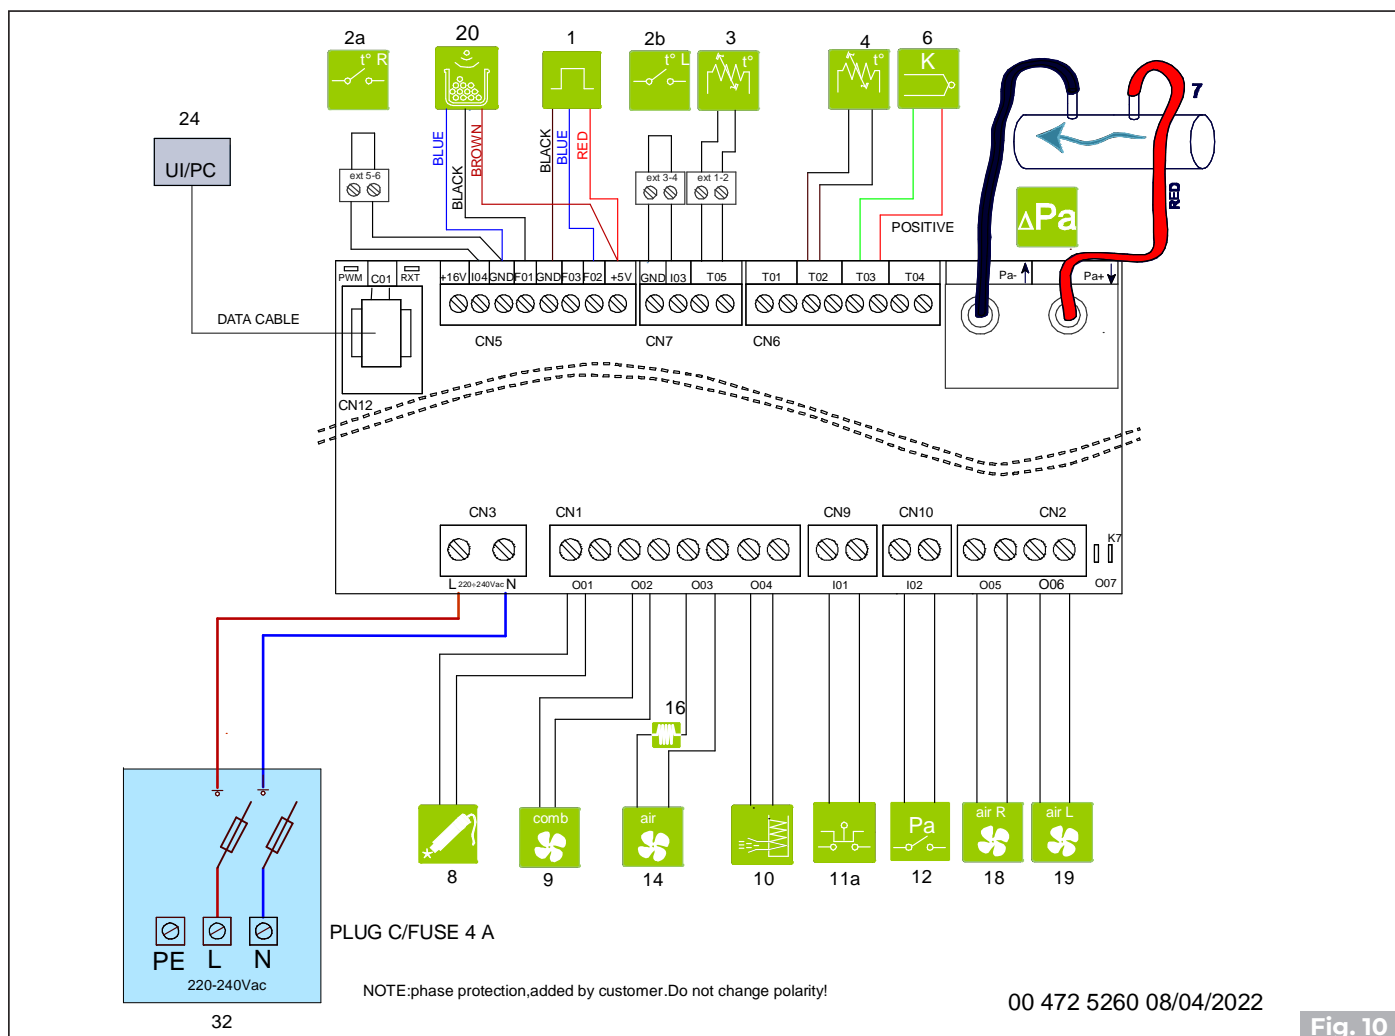 2a
20
1
2b
3
4
6
7
t° R
t° L
t°
t°
K
24
UI/PC
BLUE
BLACK
BROWN
BLACK
BLUE
RED
ext 5-6
ext 3-4
ext 1-2
POSITIVE
RED
ΔPa
PWM
C01
RXT
+16V I04 GND F01 GND F03 F02 +5V
GND I03 T05
T01 T02 T03 T04
Pa-
Pa+
DATA CABLE
CN5
CN7
CN6
CN12
CN3
CN1
CN9
CN10
CN2
K7
L 220÷240Vac N
O01
O02
O03
O04
I01
I02
O05
O06
O07
16
comb
air
Pa
air R
air L
8
9
14
10
11a
12
18
19
PLUG C/FUSE 4 A
PE L N
220-240Vac
32
NOTE:phase protection,added by customer.Do not change polarity!
00 472 5260 08/04/2022
Fig. 10